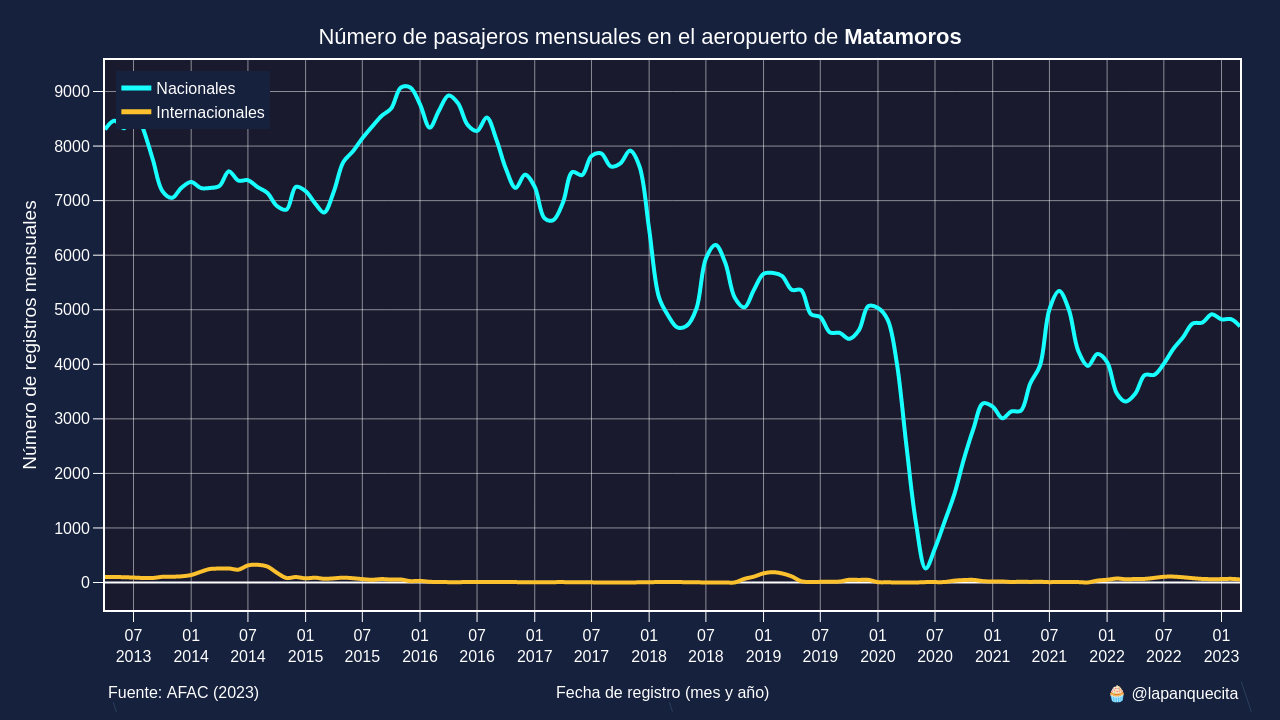 Número de pasajeros mensuales en el aeropuerto de Matamoros
Nacionales
Internacionales
Número de registros mensuales
9000
8000
7000
6000
5000
4000
3000
2000
1000
0
07 01 07 01 07 01 07 01 07 01 07 01 07 01 07 01 07 01 07 01
2013 2014 2014 2015 2015 2016 2016 2017 2017 2018 2018 2019 2019 2020 2020 2021 2021 2022 2022 2023
Fuente: AFAC (2023)
Fecha de registro (mes y año)
🧁 @lapanquecita